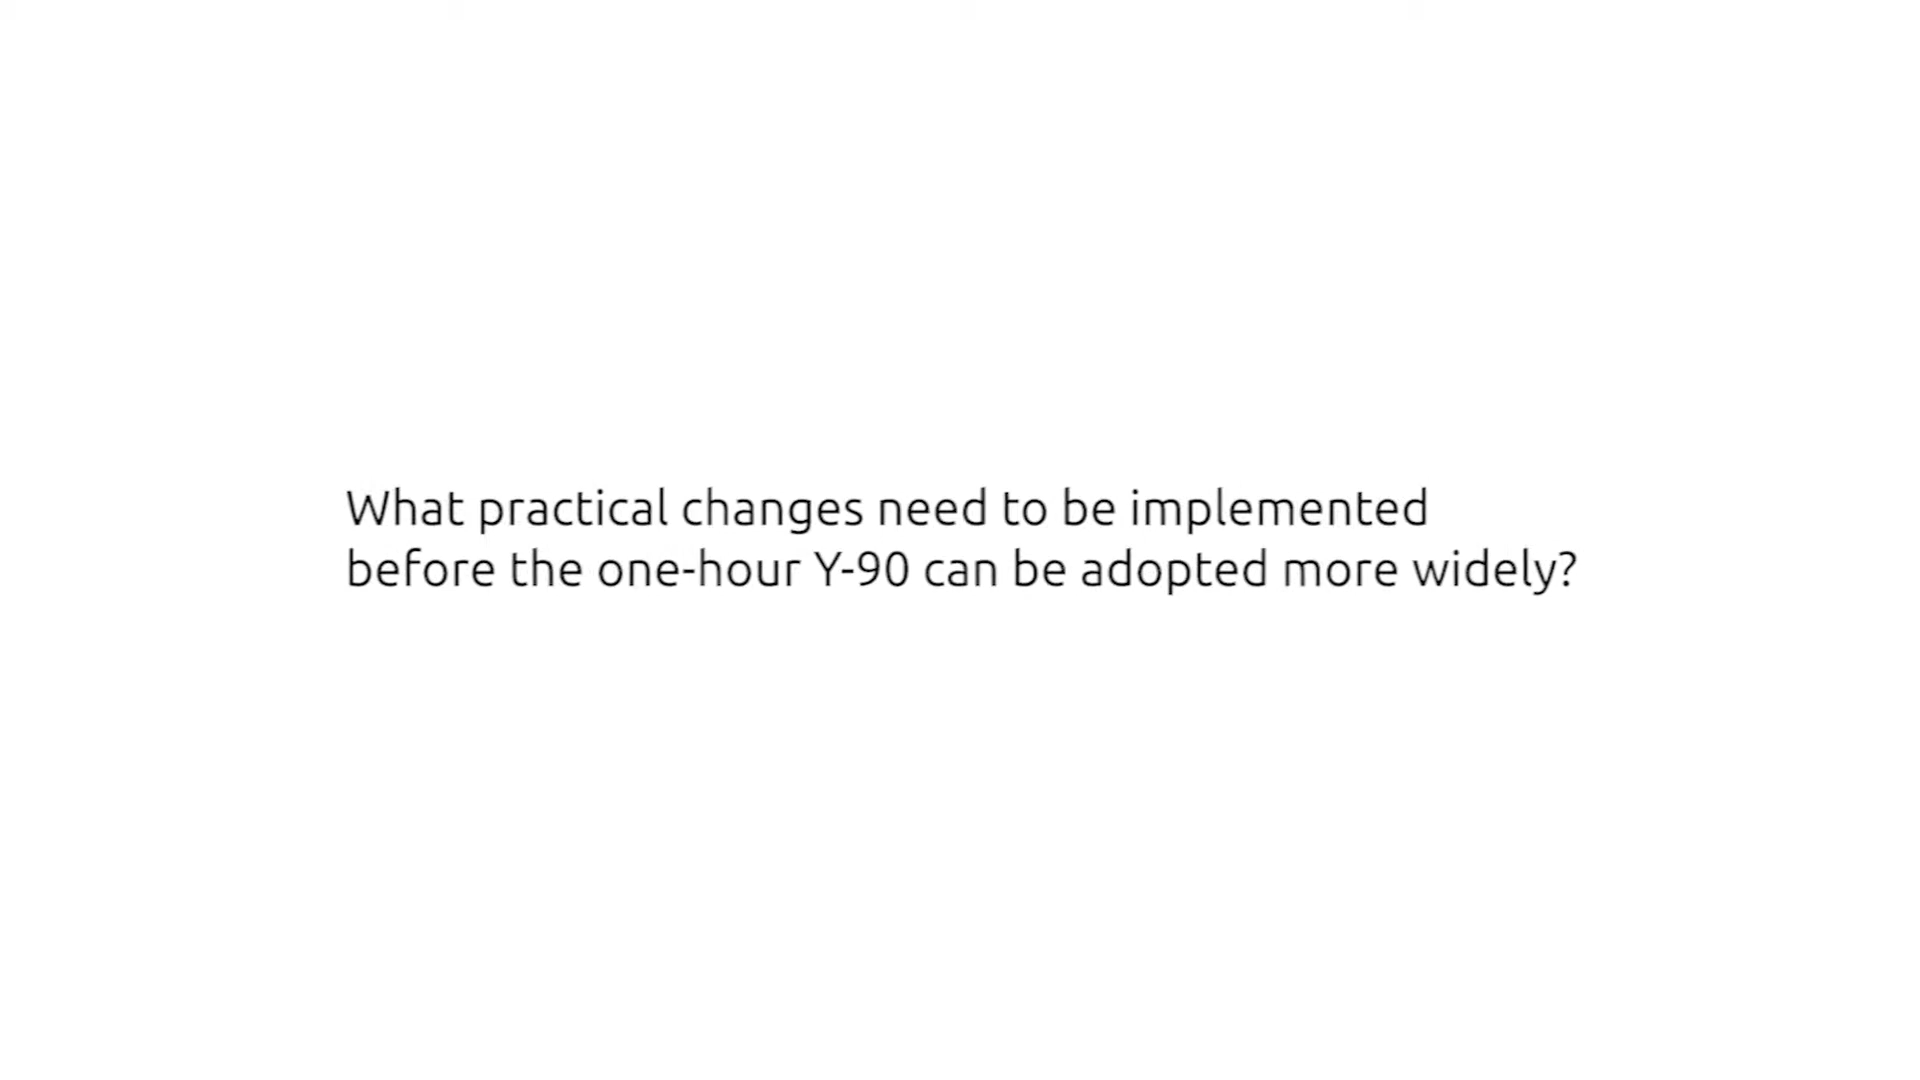 What practical changes need to be implemented
before the one-hour Y-90 can be adopted more widely?